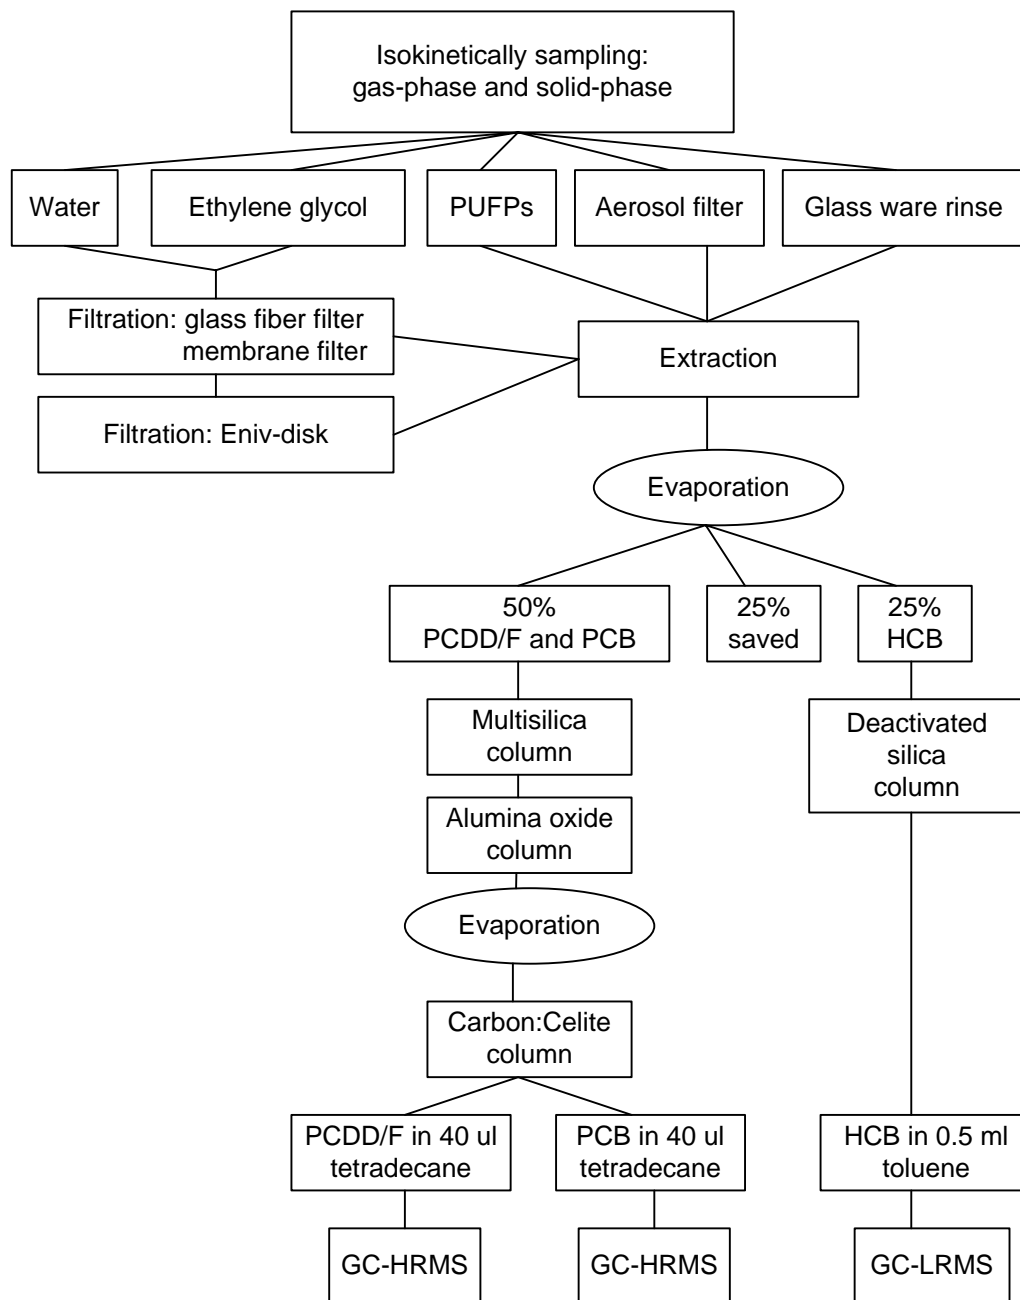 Isokinetically sampling:
gas-phase and solid-phase
Water
Ethylene glycol
PUFPs
Aerosol filter
Glass ware rinse
Filtration: glass fiber filter
membrane filter
Extraction
Filtration: Eniv-disk
Evaporation
50%
PCDD/F and PCB
25%
saved
25%
HCB
Multisilica
column
Deactivated
silica
column
Alumina oxide
column
Evaporation
Carbon:Celite
column
PCDD/F in 40 ul
tetradecane
PCB in 40 ul
tetradecane
HCB in 0.5 ml
toluene
GC-HRMS
GC-HRMS
GC-LRMS